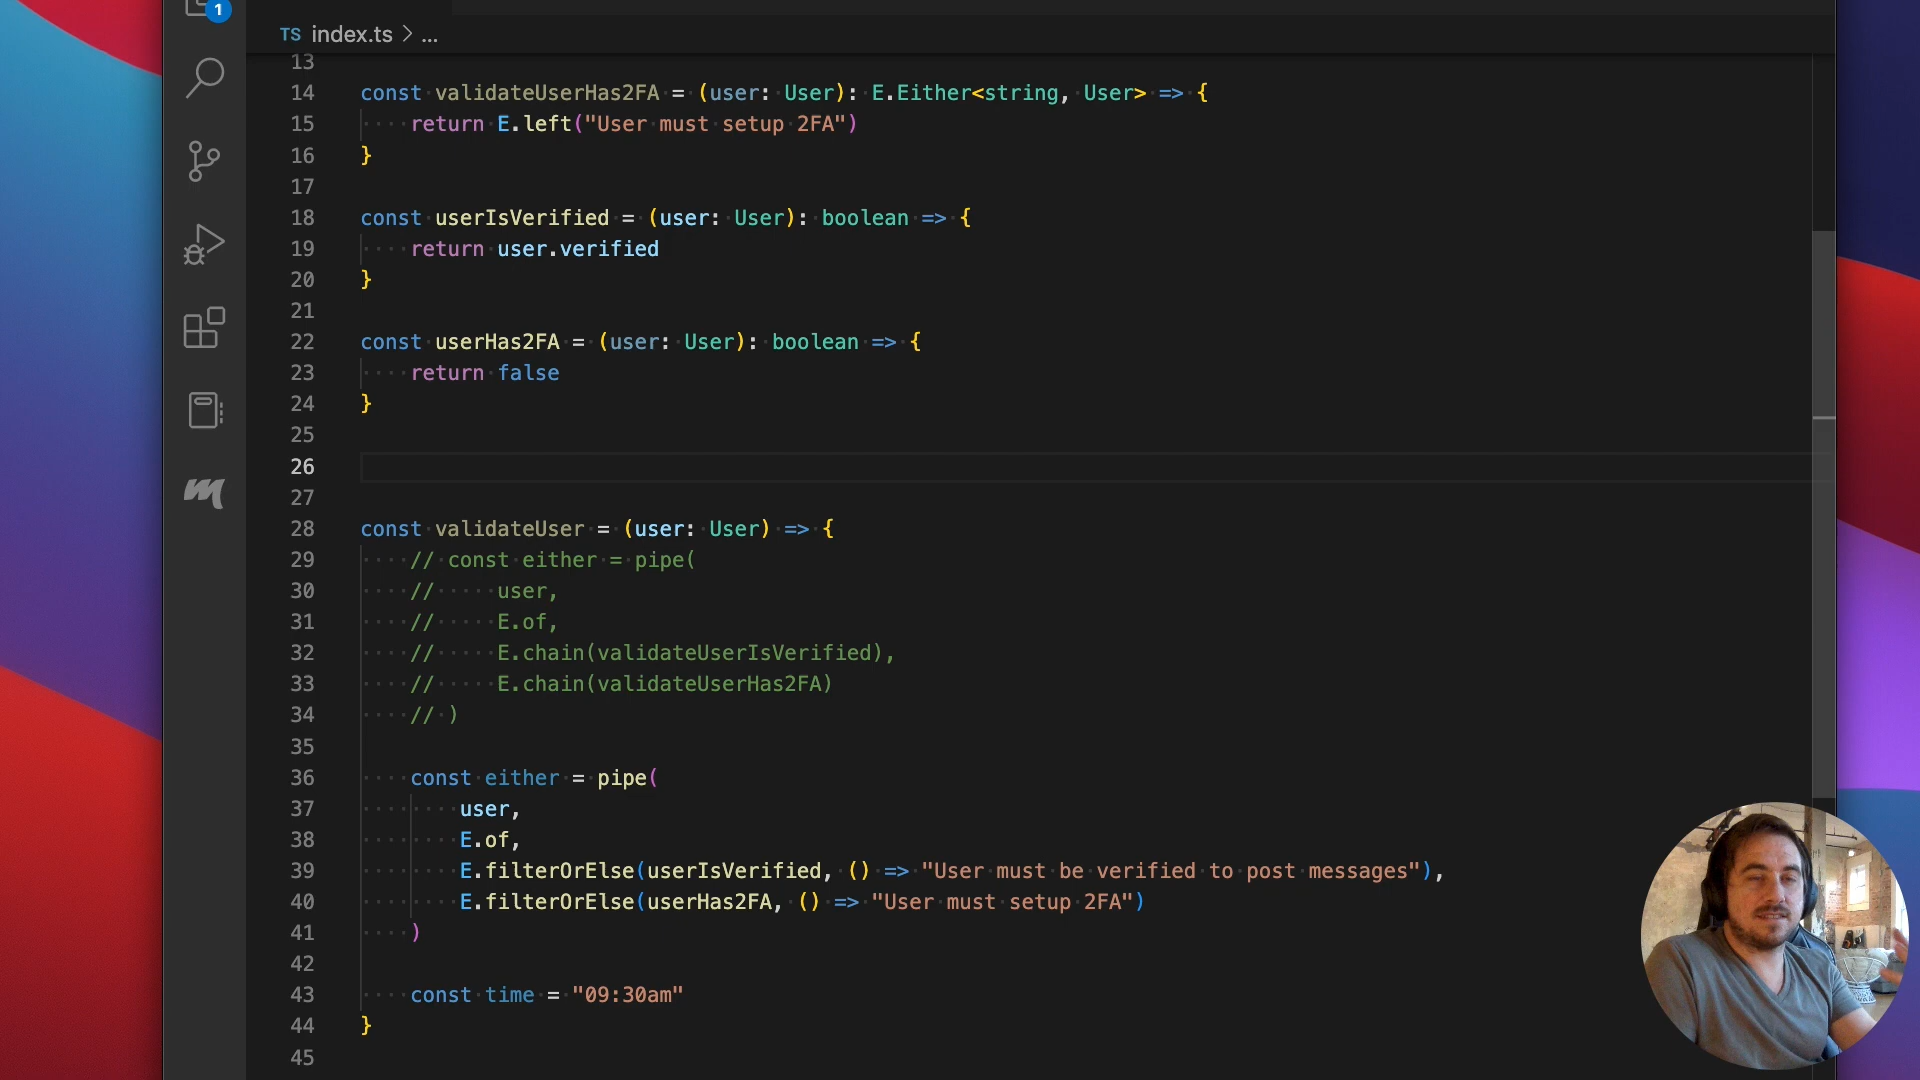 1
TS index.ts > ...
13
14 const validateUserHas2FA = (user: User): E.Either<string, User> => {
15 return E.left("User must setup 2FA")
16 }
17
18 const userIsVerified = (user: User): boolean => {
19 return user.verified
20 }
21
22 const userHas2FA = (user: User): boolean => {
23 return false
24 }
25
26
27
28 const validateUser = (user: User) => {
29 // const either = pipe(
30 // user,
31 // E.of,
32 // E.chain(validateUserIsVerified),
33 // E.chain(validateUserHas2FA)
34 // )
35
36 const either = pipe(
37 user,
38 E.of,
39 E.filterOrElse(userIsVerified, () => "User must be verified to post messages"),
40 E.filterOrElse(userHas2FA, () => "User must setup 2FA")
41 )
42
43 const time = "09:30am"
44 }
45